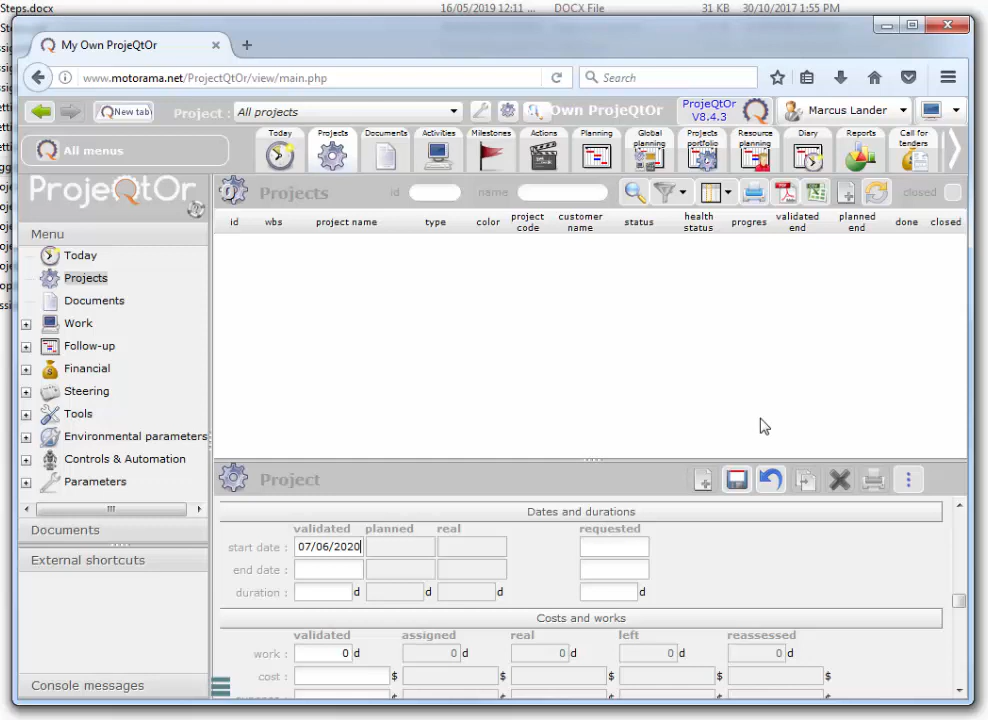 Steps.docx 16/05/2019 12:11 ... DOCX File 31 KB 30/10/2017 1:55 PM
My Own ProjeQtOr
www.motorama.net/ProjectQtOr/view/main.php
Search
New tab
Project :
All projects
Own ProjeQtOr
ProjeQtOr
V8.4.3
Marcus Lander
All menus
Today
Projects
Documents
Activities
Milestones
Actions
Planning
Global planning
Projects portfolio
Resource planning
Diary
Reports
Call for tenders
ProjeQtOr
Projects
id
name
closed
id wbs project name type color project code customer name status health status progres validated end planned end done closed
Menu
Today
Projects
Documents
Work
Follow-up
Financial
Steering
Tools
Environmental parameters
Controls & Automation
Parameters
Documents
External shortcuts
Console messages
Project
Dates and durations
validated planned real requested
start date : 07/06/2020
end date :
duration : d d d d
Costs and works
validated assigned real left reassessed
work : 0 d 0 d 0 d 0 d 0 d
cost : $ $ $ $ $